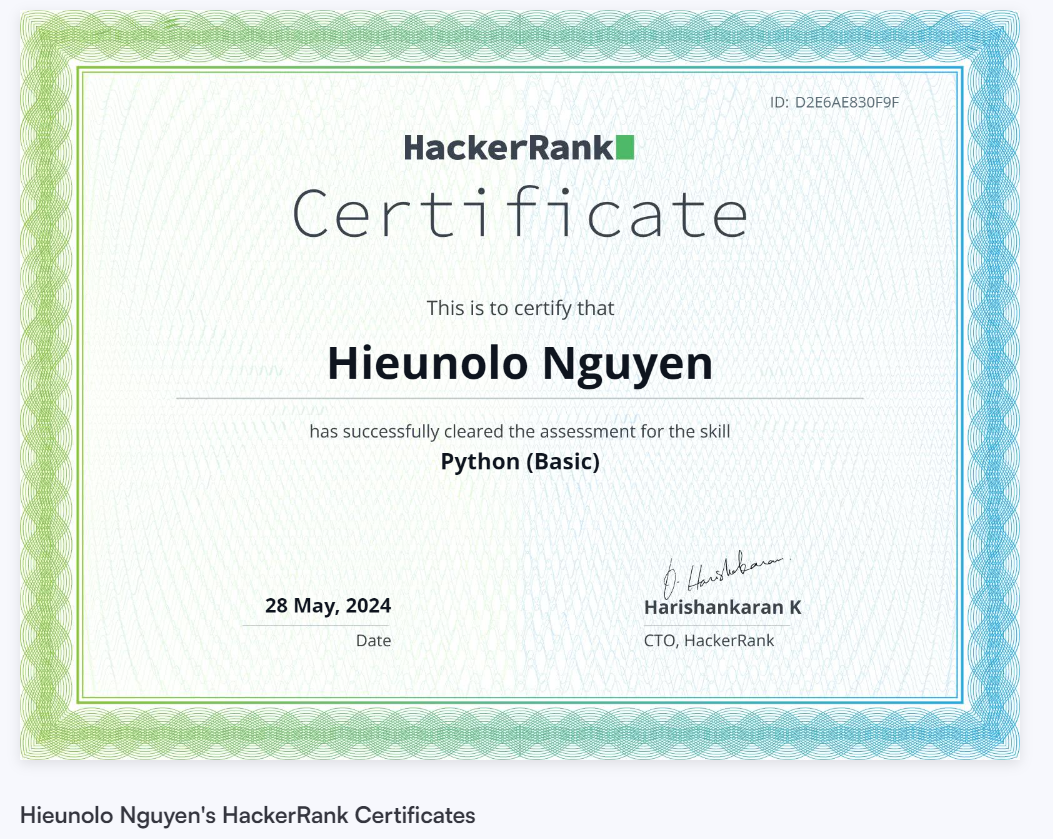 ID: D2E6AE830F9F
HackerRank
Certificate
This is to certify that
Hieunolo Nguyen
has successfully cleared the assessment for the skill
Python (Basic)
28 May, 2024
Date
Harishankaran K
CTO, HackerRank
Hieunolo Nguyen's HackerRank Certificates